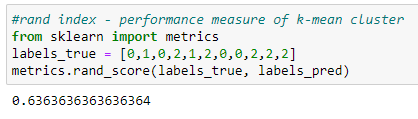 #rand index - performance measure of k-mean cluster
from sklearn import metrics
labels_true = [0,1,0,2,1,2,0,0,2,2,2]
metrics.rand_score(labels_true, labels_pred)
0.6363636363636364